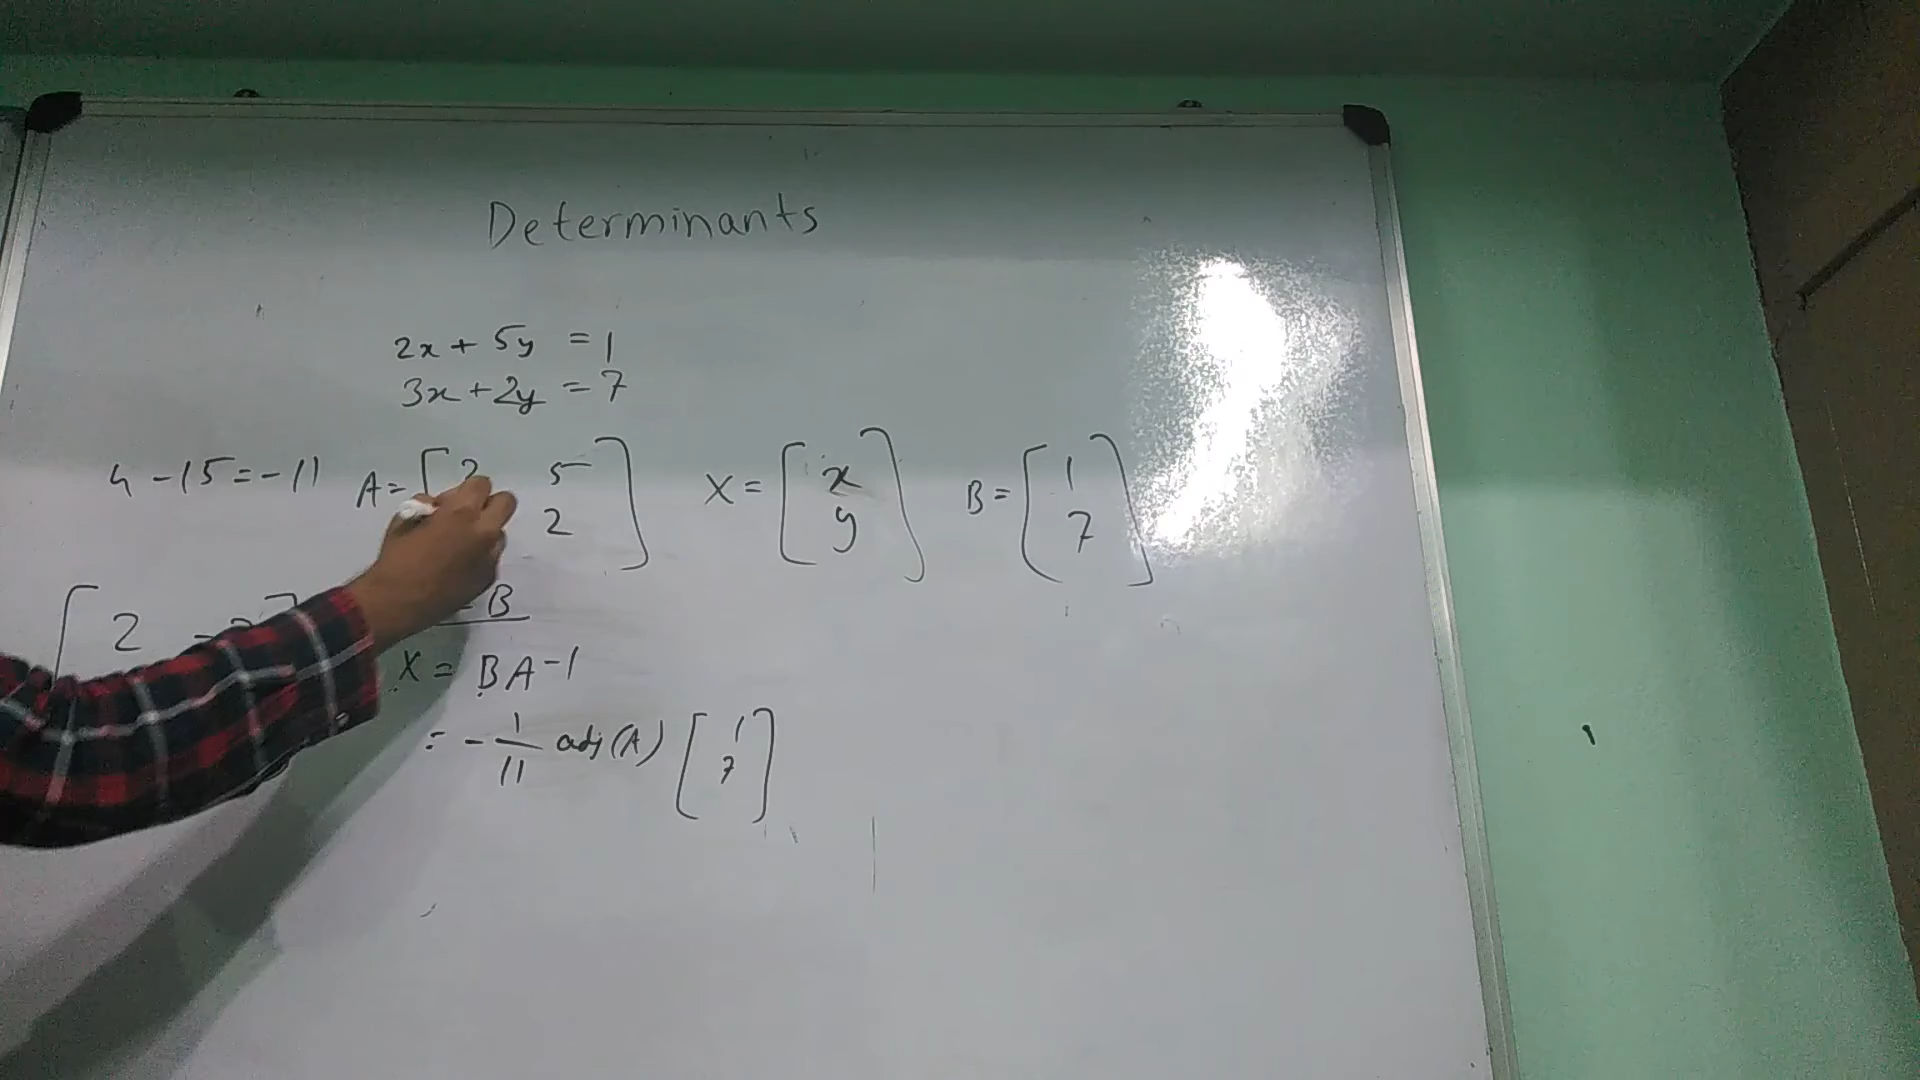 Determinants
2x + 5y = 1
3x + 2y = 7
4 - 15 = - 11 A = [ 2 5 2 ] X = [ x y ] B = [ 1 7 ]
= B
[ 2 -
X = BA-1
= - 1/11 adj (A) [ 1 7 ]